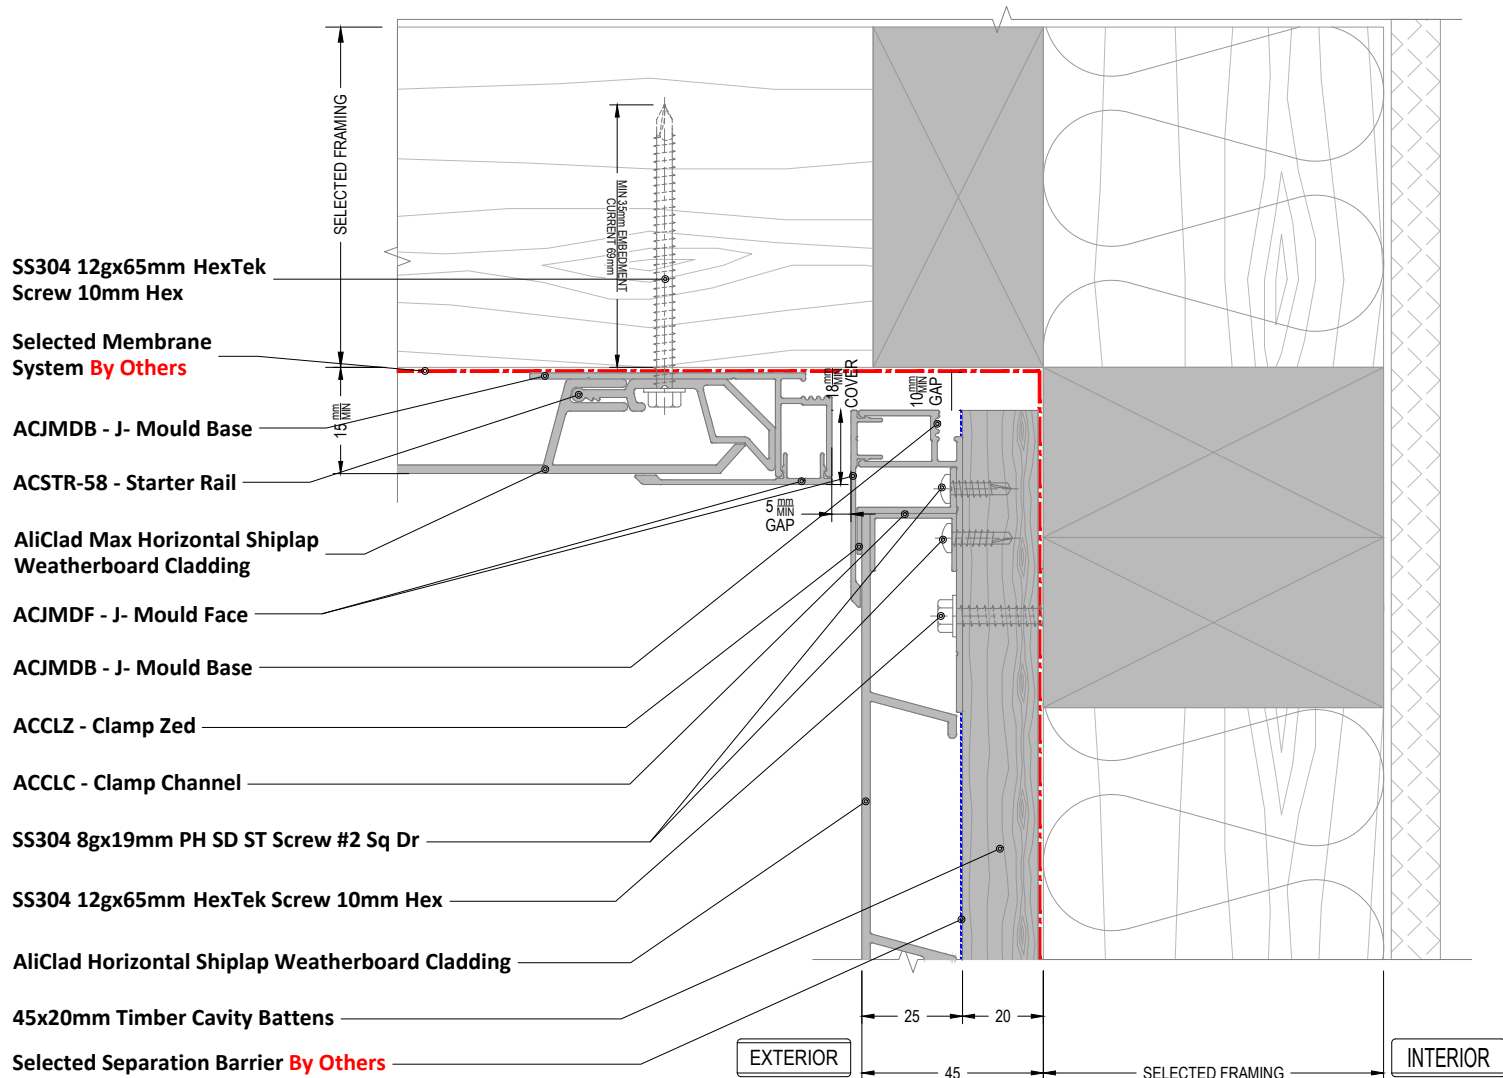 SELECTED FRAMING
MIN 35mm EMBEDMENT
CURRENT 69mm
SS304 12gx65mm HexTek
Screw 10mm Hex
Selected Membrane
System By Others
15 mm MIN
18 mm MIN
COVER
10 mm MIN
GAP
ACJMDB - J- Mould Base
ACSTR-58 - Starter Rail
5 mm MIN
GAP
AliClad Max Horizontal Shiplap
Weatherboard Cladding
ACJMDF - J- Mould Face
ACJMDB - J- Mould Base
ACCLZ - Clamp Zed
ACCLC - Clamp Channel
SS304 8gx19mm PH SD ST Screw #2 Sq Dr
SS304 12gx65mm HexTek Screw 10mm Hex
AliClad Horizontal Shiplap Weatherboard Cladding
45x20mm Timber Cavity Battens
25
20
Selected Separation Barrier By Others
EXTERIOR
45
SELECTED FRAMING
INTERIOR